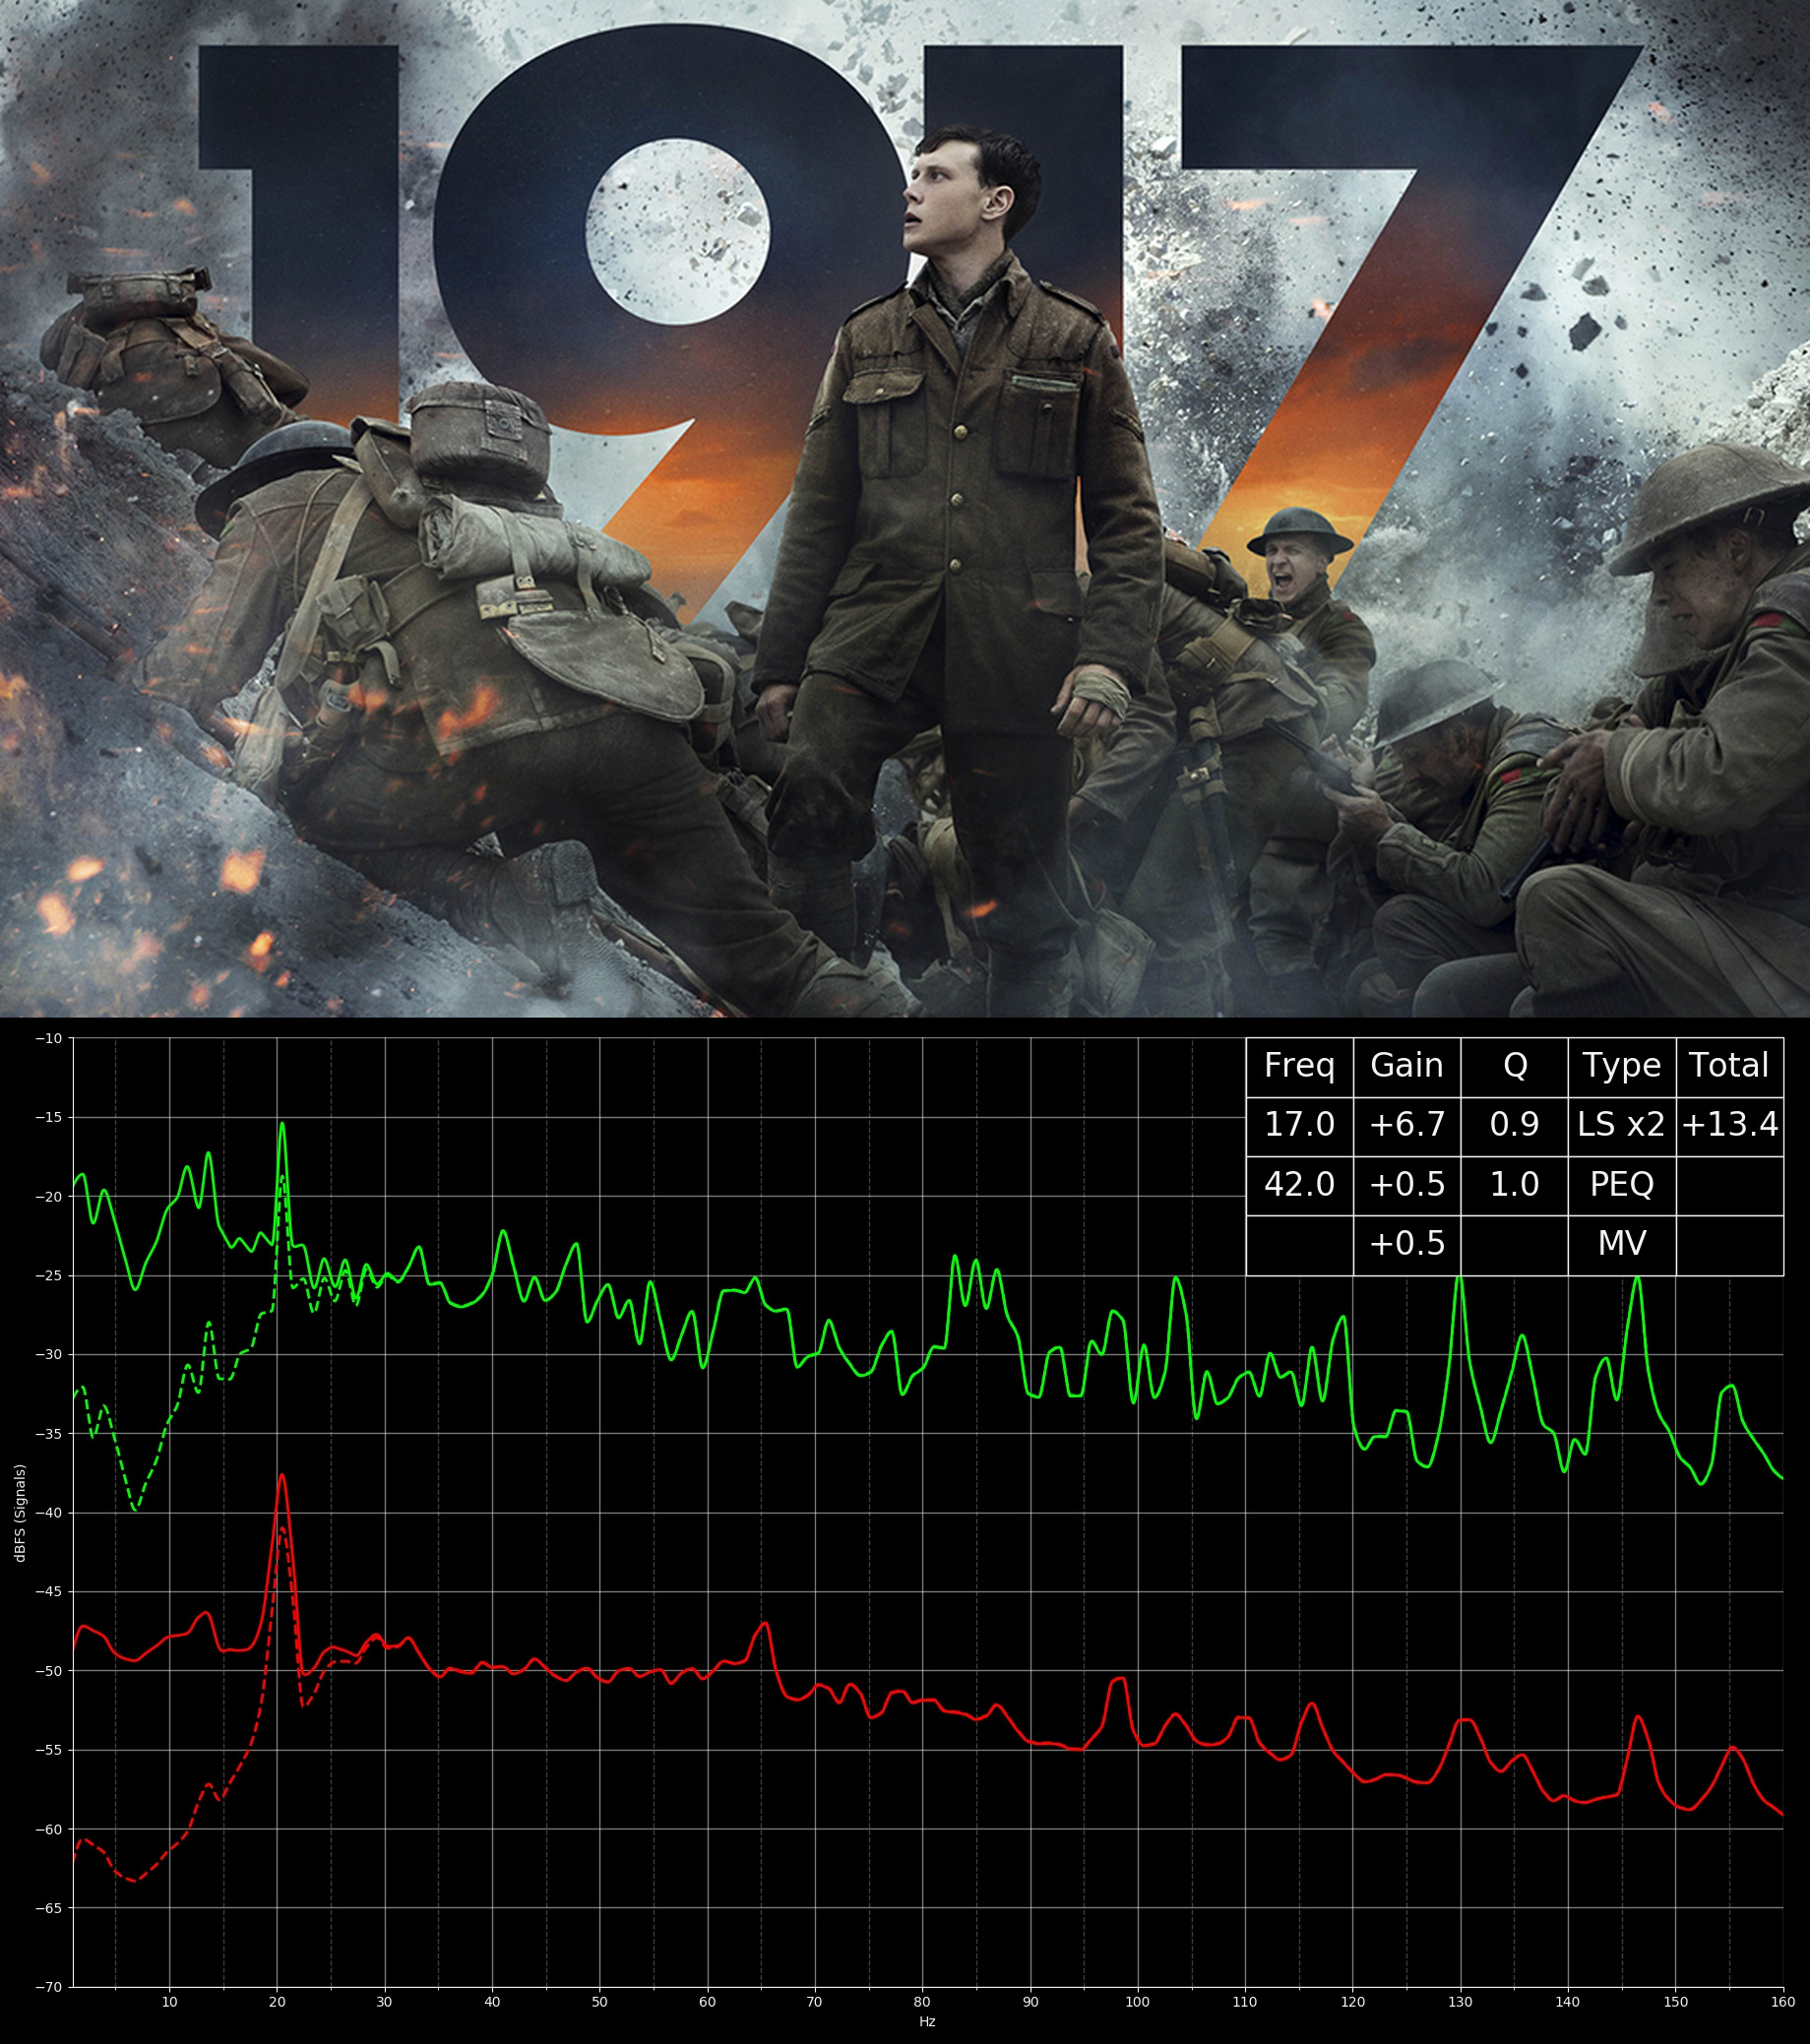 1917
Freq Gain Q Type Total
17.0 +6.7 0.9 LS x2 +13.4
42.0 +0.5 1.0 PEQ
+0.5 MV
−10
−15
−20
−25
−30
−35
−40
−45
−50
−55
−60
−65
−70
dBFS (Signals)
10 20 30 40 50 60 70 80 90 100 110 120 130 140 150 160
Hz